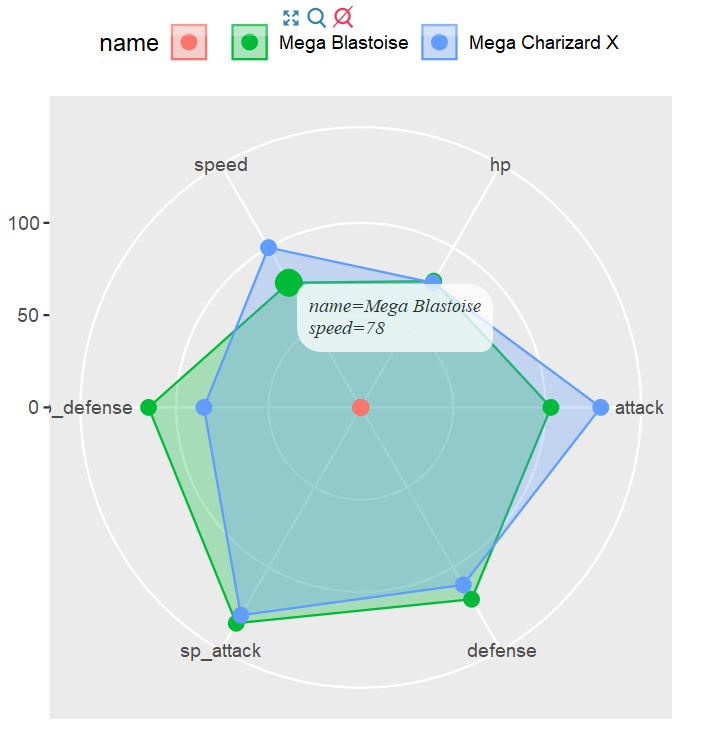 name Mega Blastoise Mega Charizard X
speed
hp
100
name=Mega Blastoise
speed=78
50
0
_defense
attack
sp_attack
defense